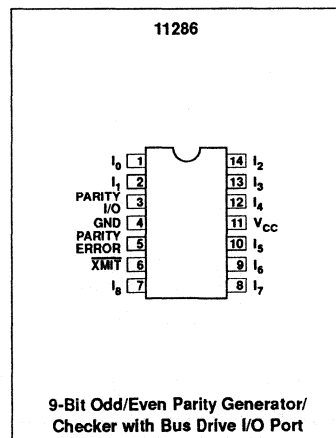 11286
I0 1 14 I2
I1 2 13 I3
PARITY I/O 3 12 I4
GND 4 11 VCC
PARITY ERROR 5 10 I5
XMIT 6 9 I6
I8 7 8 I7
9-Bit Odd/Even Parity Generator/
Checker with Bus Drive I/O Port